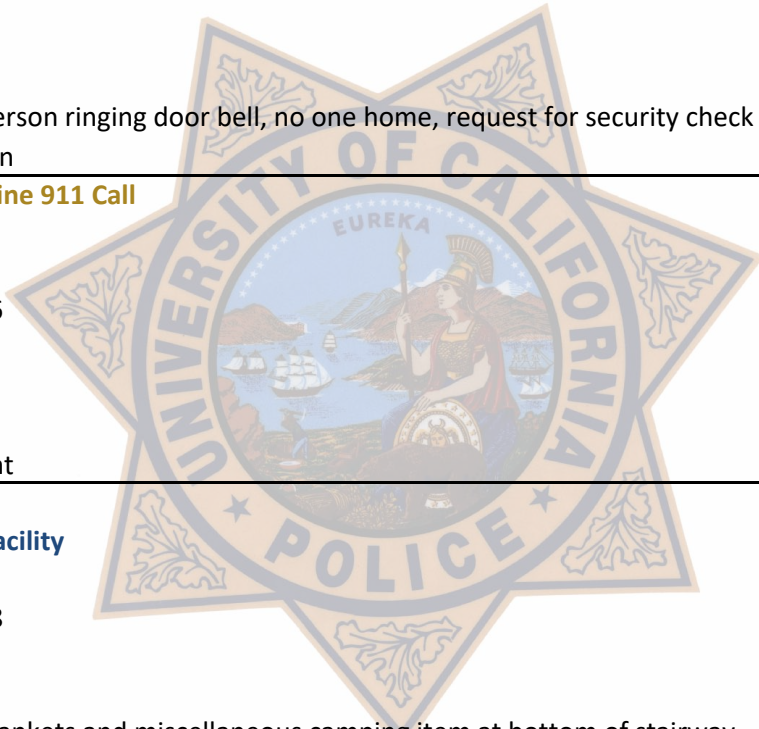 erson ringing door bell, no one home, request for security check
n
ine 911 Call
nt
acility
ankets and miscellaneous camping item at bottom of stairway
UNIVERSITY OF CALIFORNIA
EUREKA
POLICE